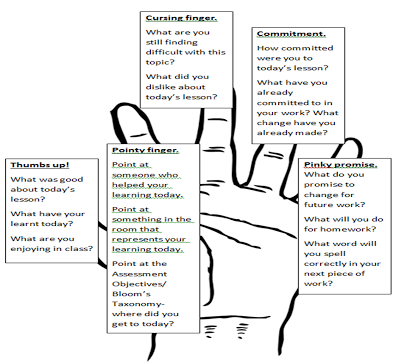 Cursing finger.
What are you
still finding
difficult with this
topic?
What did you
dislike about
today's lesson?
Commitment.
How committed
were you to
today's lesson?
What have you
already
committed to in
your work? What
change have you
already made?
Thumbs up!
What was good
about today's
lesson?
What have your
learnt today?
What are you
enjoying in class?
Pointy finger.
Point at
someone who
helped your
learning today.
Point at
something in the
room that
represents your
learning today.
Point at the
Assessment
Objectives/
Bloom's
Taxonomy-
where did you
get to today?
Pinky promise.
What do you
promise to
change for
future work?
What will you do
for homework?
What word will
you spell
correctly in your
next piece of
work?